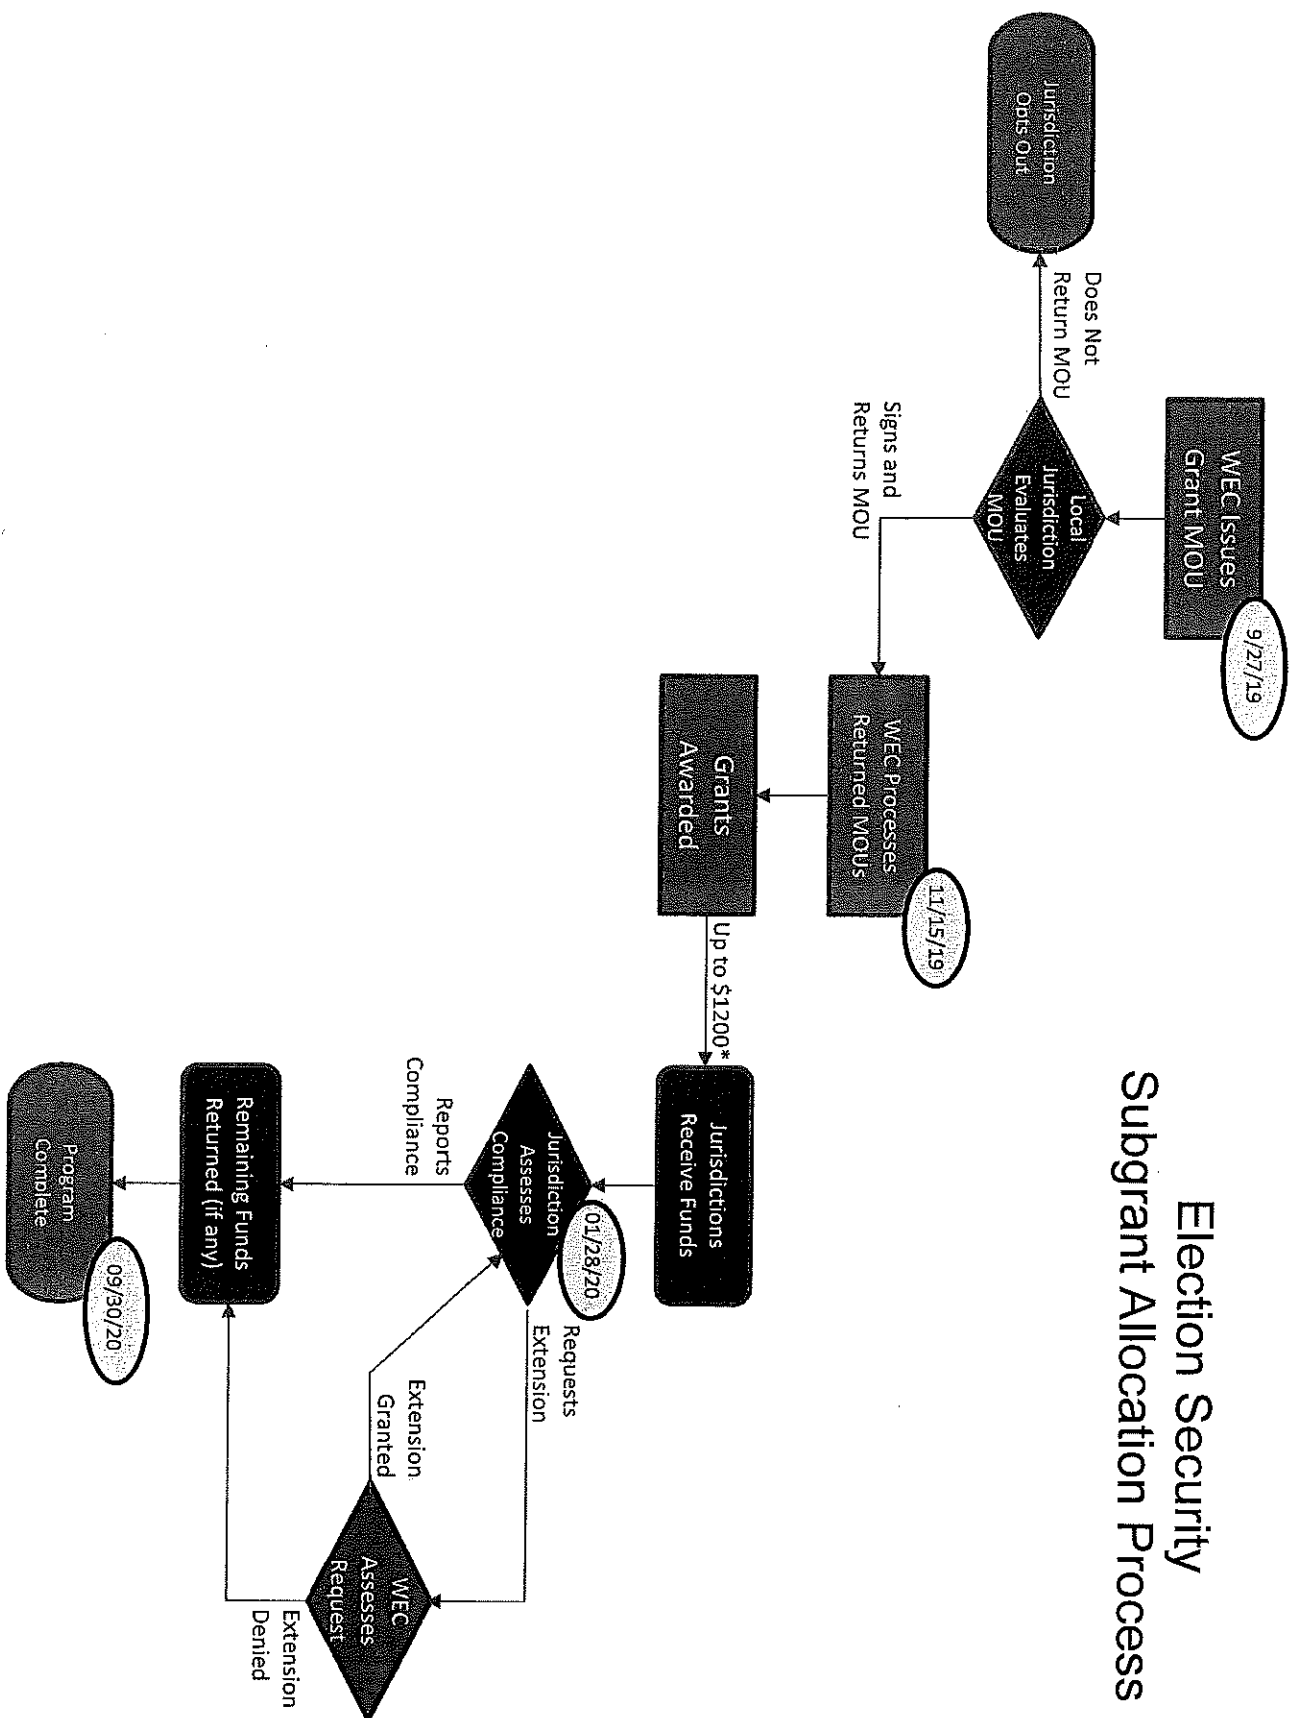 Election Security
Subgrant Allocation Process
WEC Issues
Grant MOU
9/27/19
Local
Jurisdiction
Evaluates
MOU
Does Not
Return MOU
Jurisdiction
Opts Out
Signs and
Returns MOU
WEC Processes
Returned MOUs
11/15/19
Grants
Awarded
Up to $1200*
Jurisdictions
Receive Funds
Jurisdiction
Assesses
Compliance
01/28/20
Requests
Extension
WEC
Assesses
Request
Extension
Granted
Extension
Denied
Reports
Compliance
Remaining Funds
Returned (if any)
Program
Complete
09/30/20